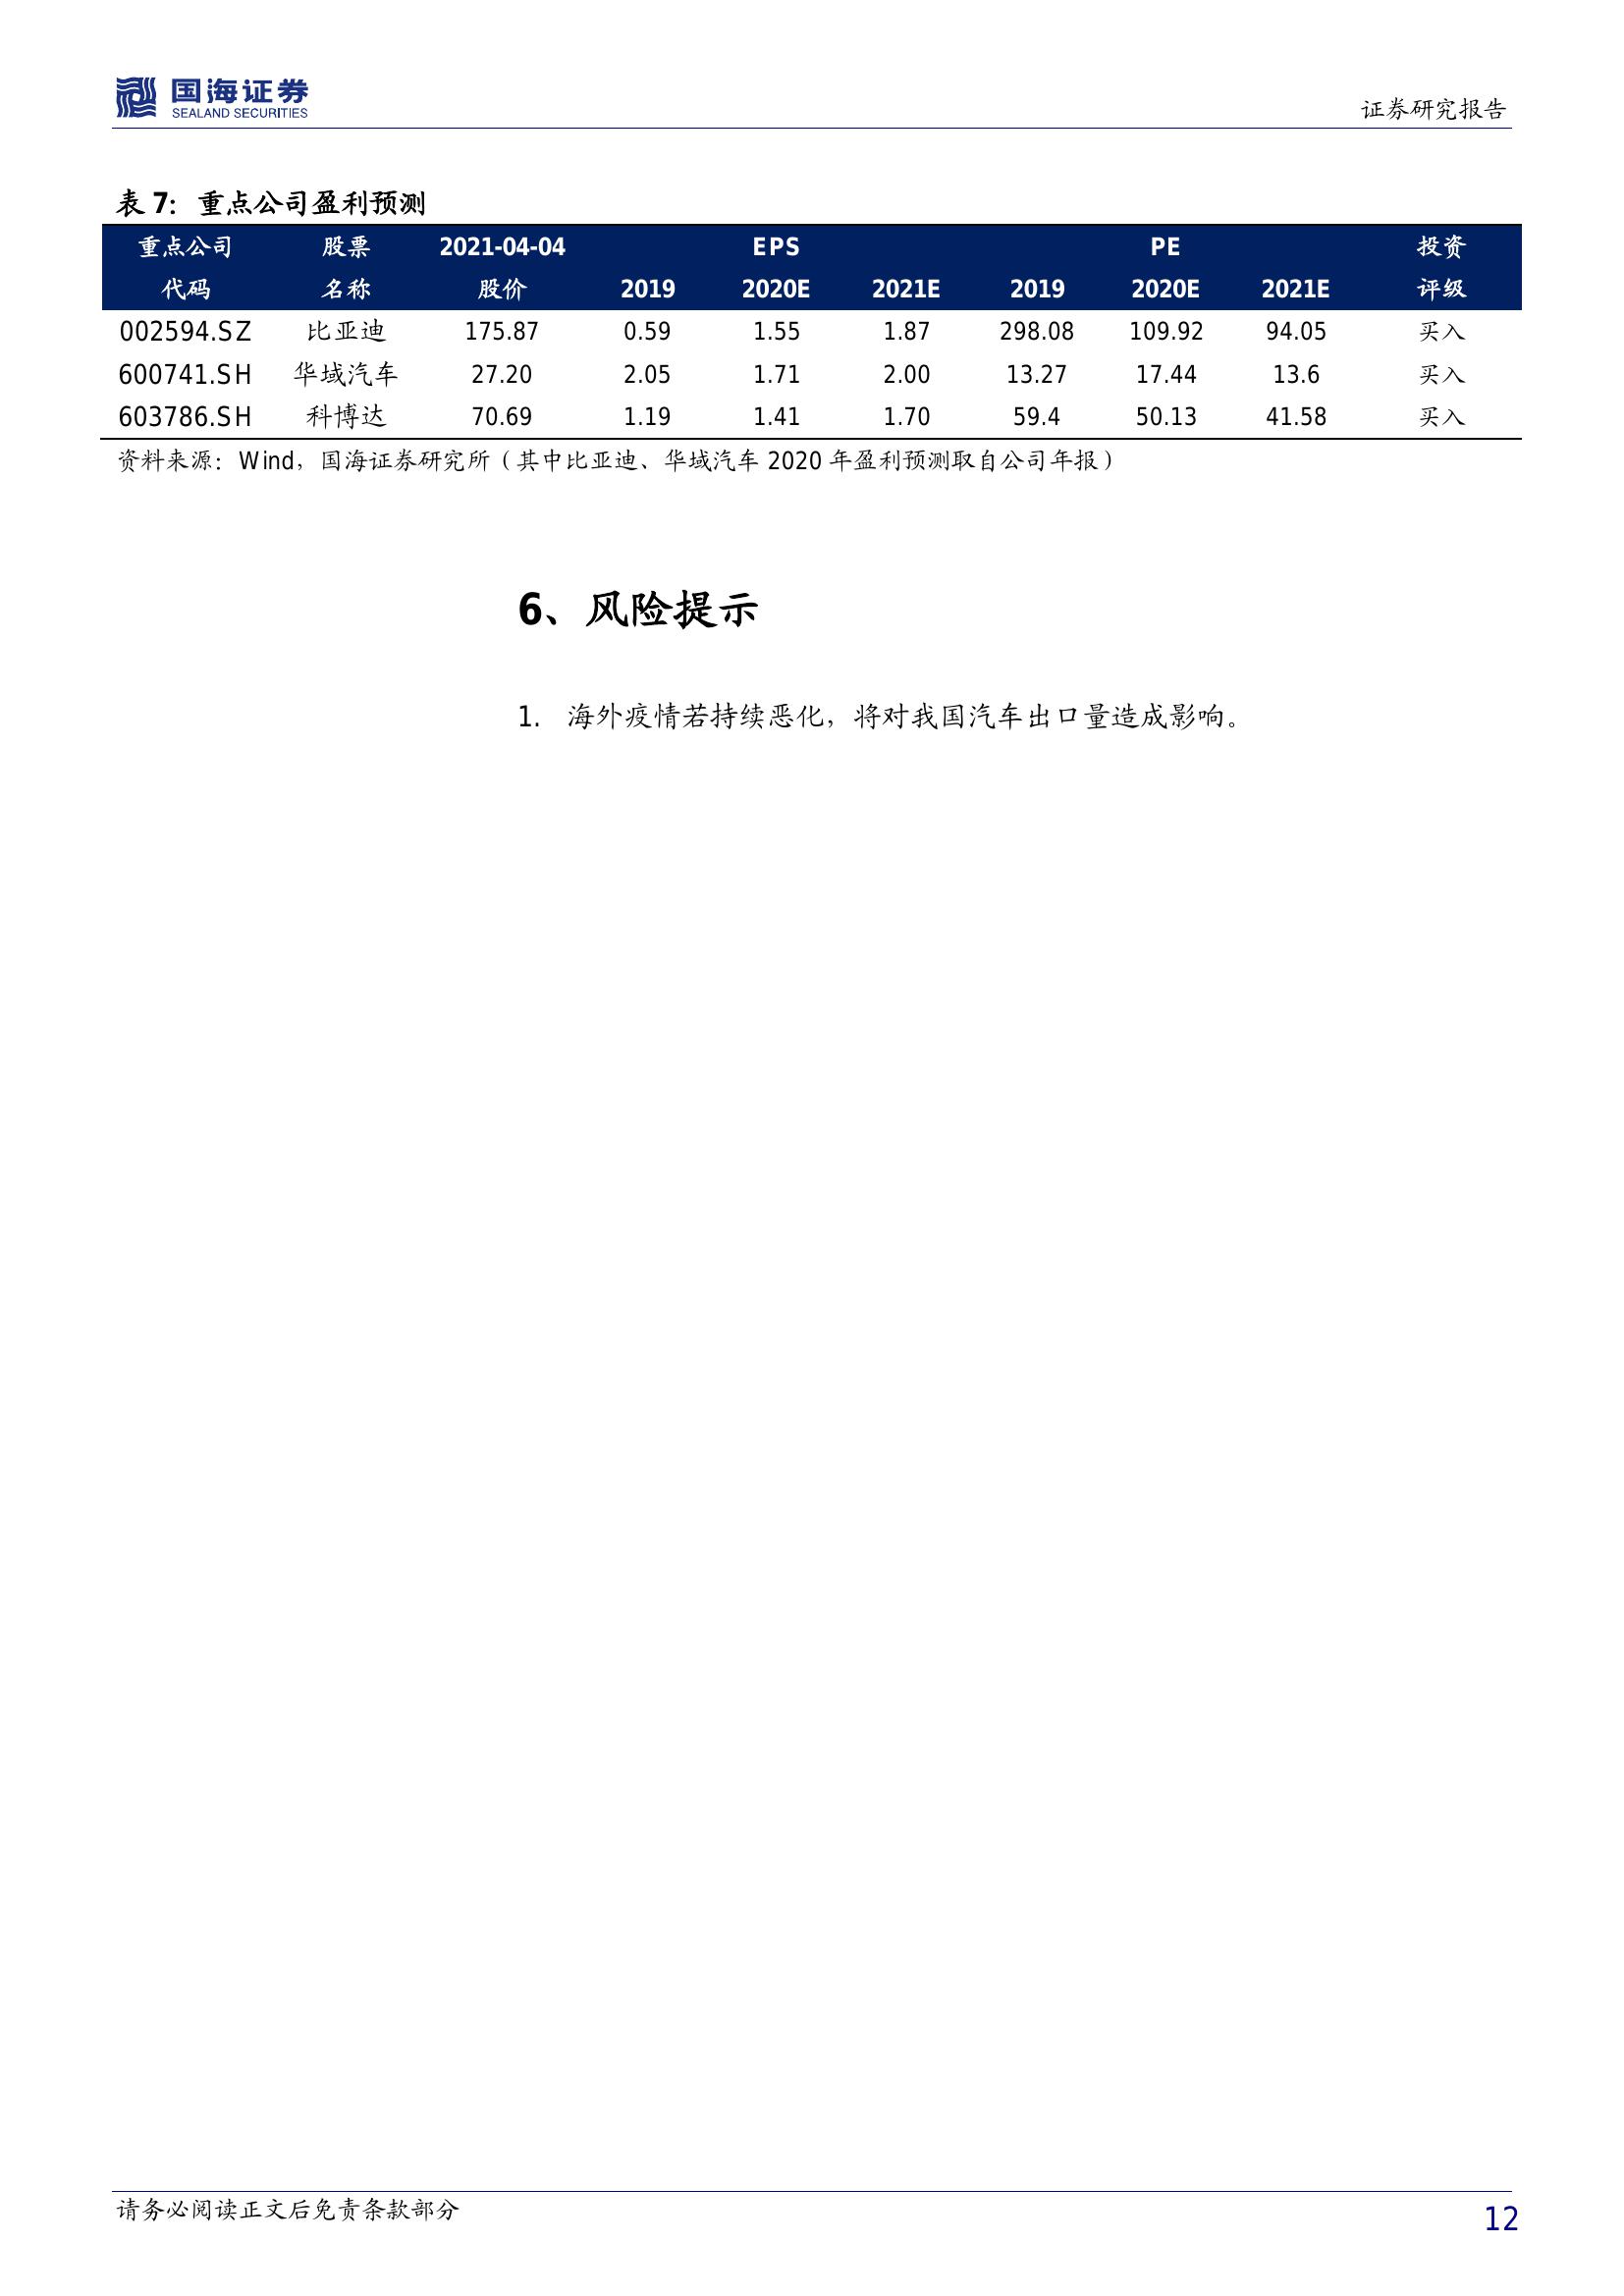 国海证券
SEALAND SECURITIES
证券研究报告
表 7：重点公司盈利预测
重点公司 股票 2021-04-04 EPS PE 投资
代码 名称 股价 2019 2020E 2021E 2019 2020E 2021E 评级
002594.SZ 比亚迪 175.87 0.59 1.55 1.87 298.08 109.92 94.05 买入
600741.SH 华域汽车 27.20 2.05 1.71 2.00 13.27 17.44 13.6 买入
603786.SH 科博达 70.69 1.19 1.41 1.70 59.4 50.13 41.58 买入
资料来源：Wind，国海证券研究所（其中比亚迪、华域汽车 2020 年盈利预测取自公司年报）
6、风险提示
1. 海外疫情若持续恶化，将对我国汽车出口量造成影响。
请务必阅读正文后免责条款部分
12